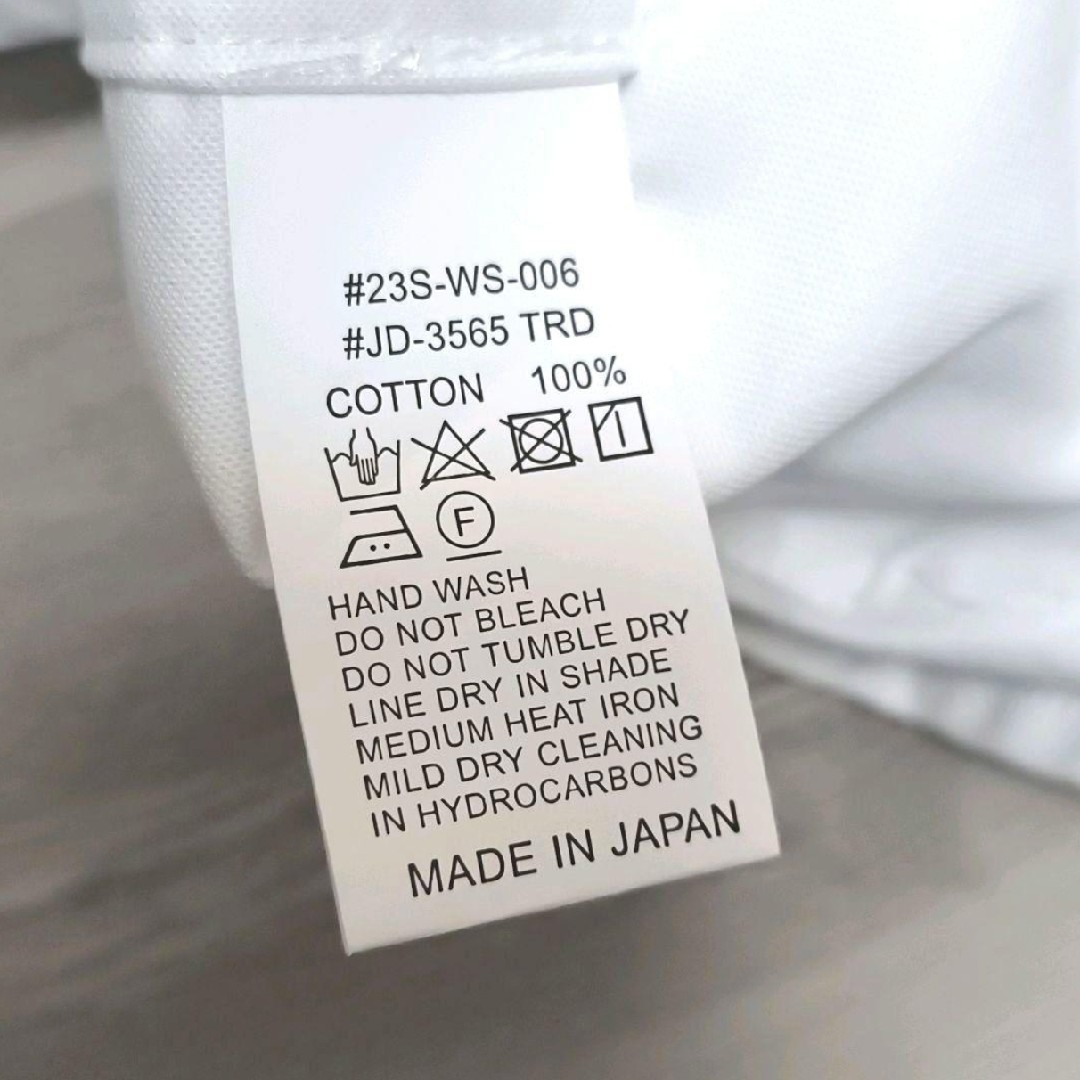 #23S-WS-006
#JD-3565 TRD
COTTON 100%
F
HAND WASH
DO NOT BLEACH
DO NOT TUMBLE DRY
LINE DRY IN SHADE
MEDIUM HEAT IRON
MILD DRY CLEANING
IN HYDROCARBONS
MADE IN JAPAN